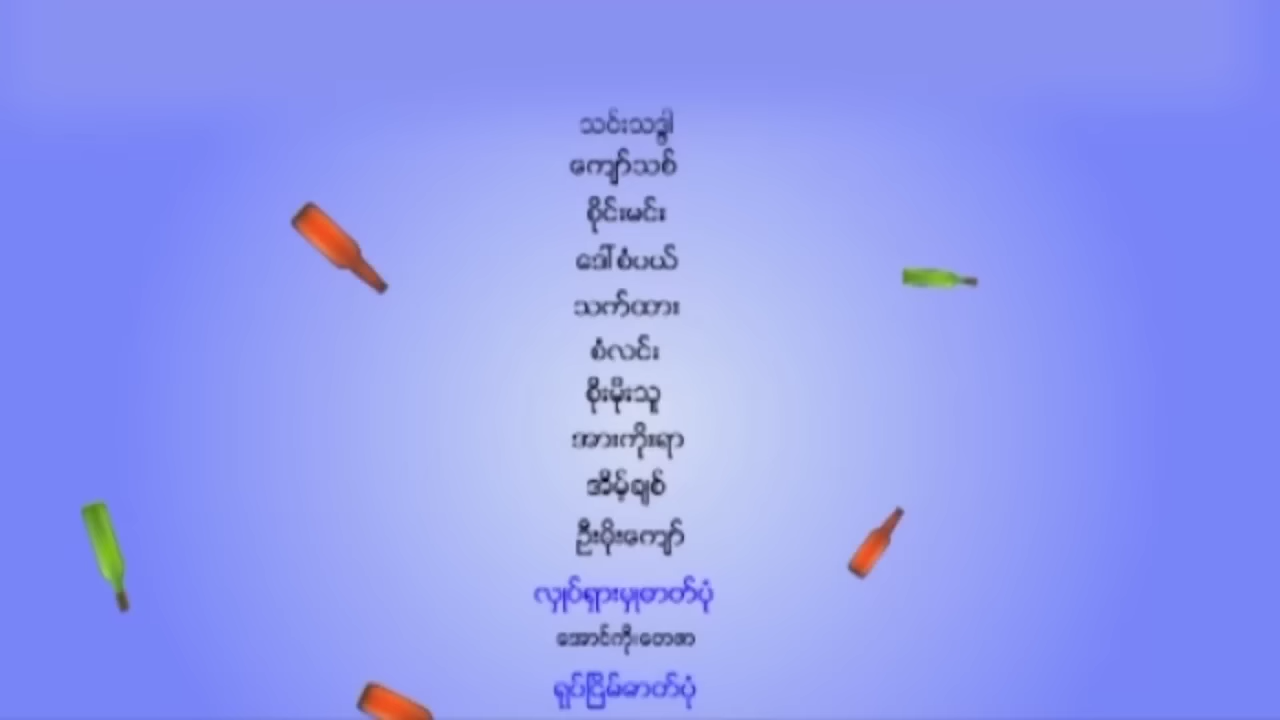 သင်းသဒ္ဒါ
ကျော်သစ်
စိုင်းမင်း
ဒေါ်စံပယ်
သက်ထား
စံလင်း
စိုးမိုးသူ
အားကိုးရာ
အိမ့်ချစ်
ဦးပိုးကျော်
လှုပ်ရှားမှုဓာတ်ပုံ
အောင်ကိုးတေဇာ
ရုပ်ငြိမ်ဓာတ်ပုံ